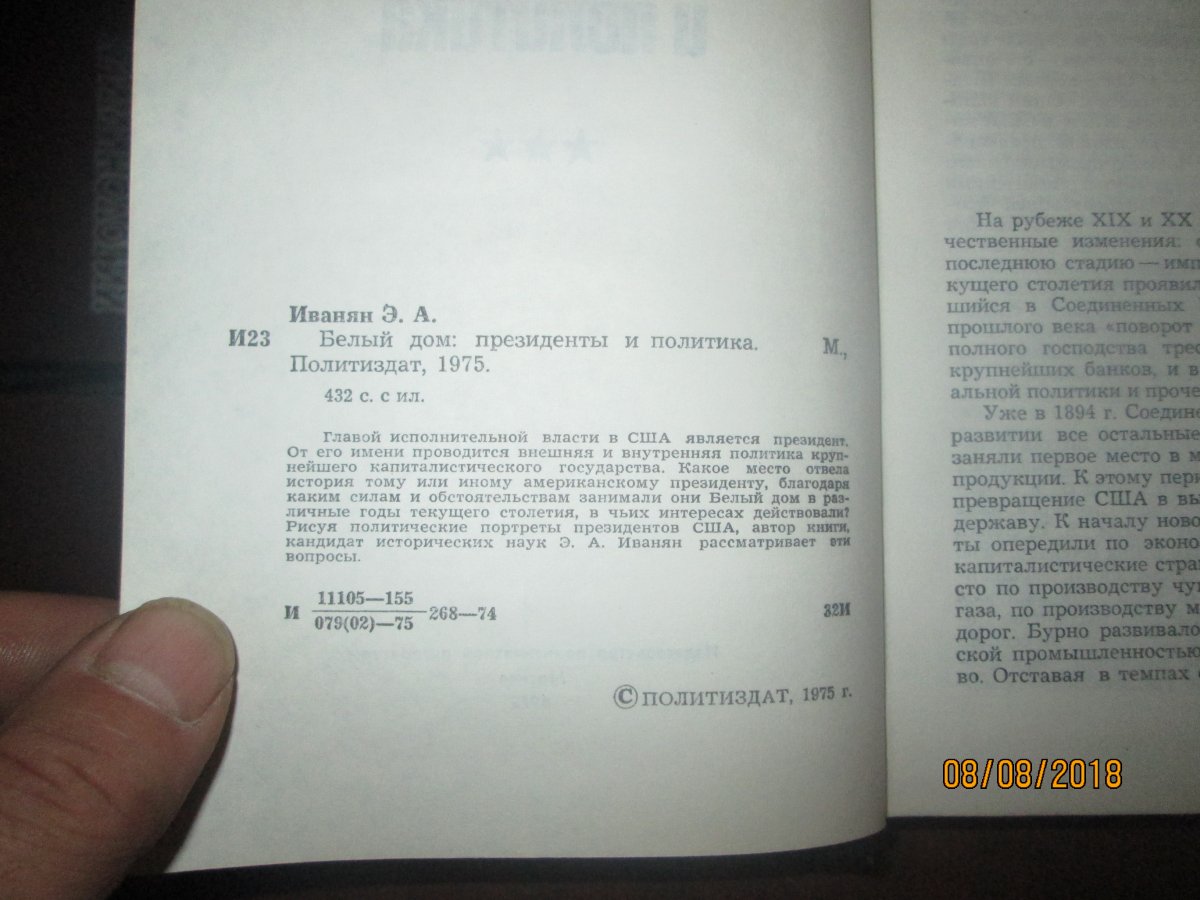 Иванян Э. А.
И23 Белый дом: президенты и политика. М.,
Политиздат, 1975.
432 с. с ил.
Главой исполнительной власти в США является президент.
От его имени проводится внешняя и внутренняя политика круп-
нейшего капиталистического государства. Какое место отвела
история тому или иному американскому президенту, благодаря
каким силам и обстоятельствам занимали они Белый дом в раз-
личные годы текущего столетия, в чьих интересах действовали?
Рисуя политические портреты президентов США, автор книги,
кандидат исторических наук Э. А. Иванян рассматривает эти
вопросы.
И 11105—155
079(02)—75 268—74 32И
© ПОЛИТИЗДАТ, 1975 г.
На рубеже XIX и XX
чественные изменения:
последнюю стадию — имп
кущего столетия проявил
шийся в Соединенных
прошлого века «поворот
полного господства трес
крупнейших банков, и в
альной политики и проче
Уже в 1894 г. Соедине
развитии все остальные
заняли первое место в м
продукции. К этому пери
превращение США в вы
державу. К началу ново
ты опередили по эконо
капиталистические стра
сто по производству чуг
газа, по производству м
дорог. Бурно развивало
ской промышленностью
во. Отставая в темпах
08/08/2018